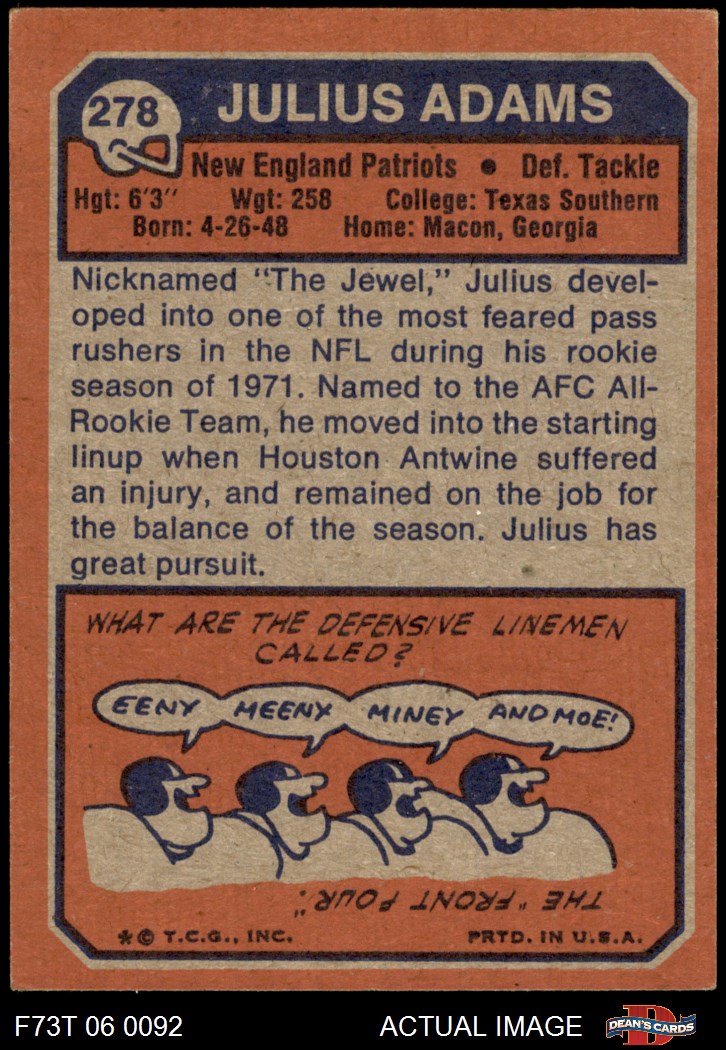 278
JULIUS ADAMS
New England Patriots • Def. Tackle
Hgt: 6'3" Wgt: 258 College: Texas Southern
Born: 4-26-48 Home: Macon, Georgia
Nicknamed "The Jewel," Julius devel-
oped into one of the most feared pass
rushers in the NFL during his rookie
season of 1971. Named to the AFC All-
Rookie Team, he moved into the starting
linup when Houston Antwine suffered
an injury, and remained on the job for
the balance of the season. Julius has
great pursuit.
WHAT ARE THE DEFENSIVE LINEMEN
CALLED?
EENY MEENY MINEY AND MOE!
THE "FRONT FOUR".
*© T.C.G., INC. PRTD. IN U.S.A.
F73T 06 0092 ACTUAL IMAGE D DEAN'S CARDS